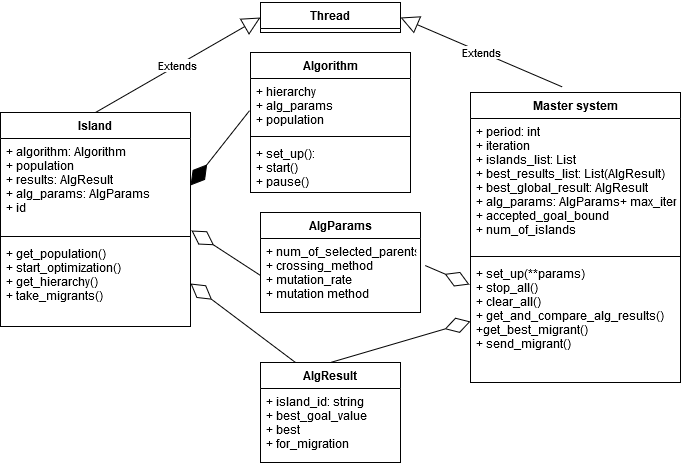 Thread
Extends
Extends
Algorithm
+ hierarchy
+ alg_params
+ population
+ set_up():
+ start()
+ pause()
Island
+ algorithm: Algorithm
+ population
+ results: AlgResult
+ alg_params: AlgParams
+ id
+ get_population()
+ start_optimization()
+ get_hierarchy()
+ take_migrants()
Master system
+ period: int
+ iteration
+ islands_list: List
+ best_results_list: List(AlgResult)
+ best_global_result: AlgResult
+ alg_params: AlgParams+ max_iter
+ accepted_goal_bound
+ num_of_islands
+ set_up(**params)
+ stop_all()
+ clear_all()
+ get_and_compare_alg_results()
+get_best_migrant()
+ send_migrant()
AlgParams
+ num_of_selected_parents
+ crossing_method
+ mutation_rate
+ mutation method
AlgResult
+ island_id: string
+ best_goal_value
+ best
+ for_migration